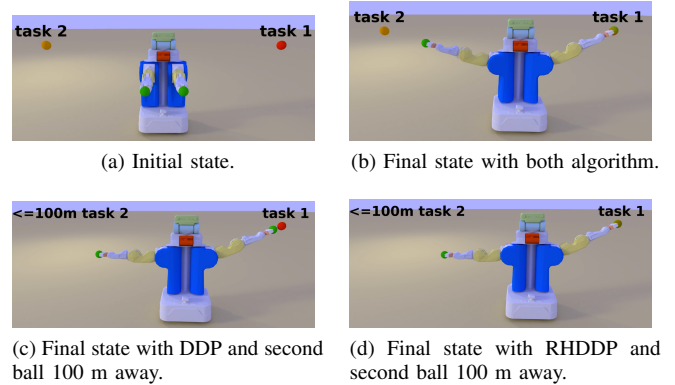 task 2 task 1
task 2 task 1
(a) Initial state.
(b) Final state with both algorithm.
<=100m task 2 task 1
<=100m task 2 task 1
(c) Final state with DDP and second
ball 100 m away.
(d) Final state with RHDDP and
second ball 100 m away.